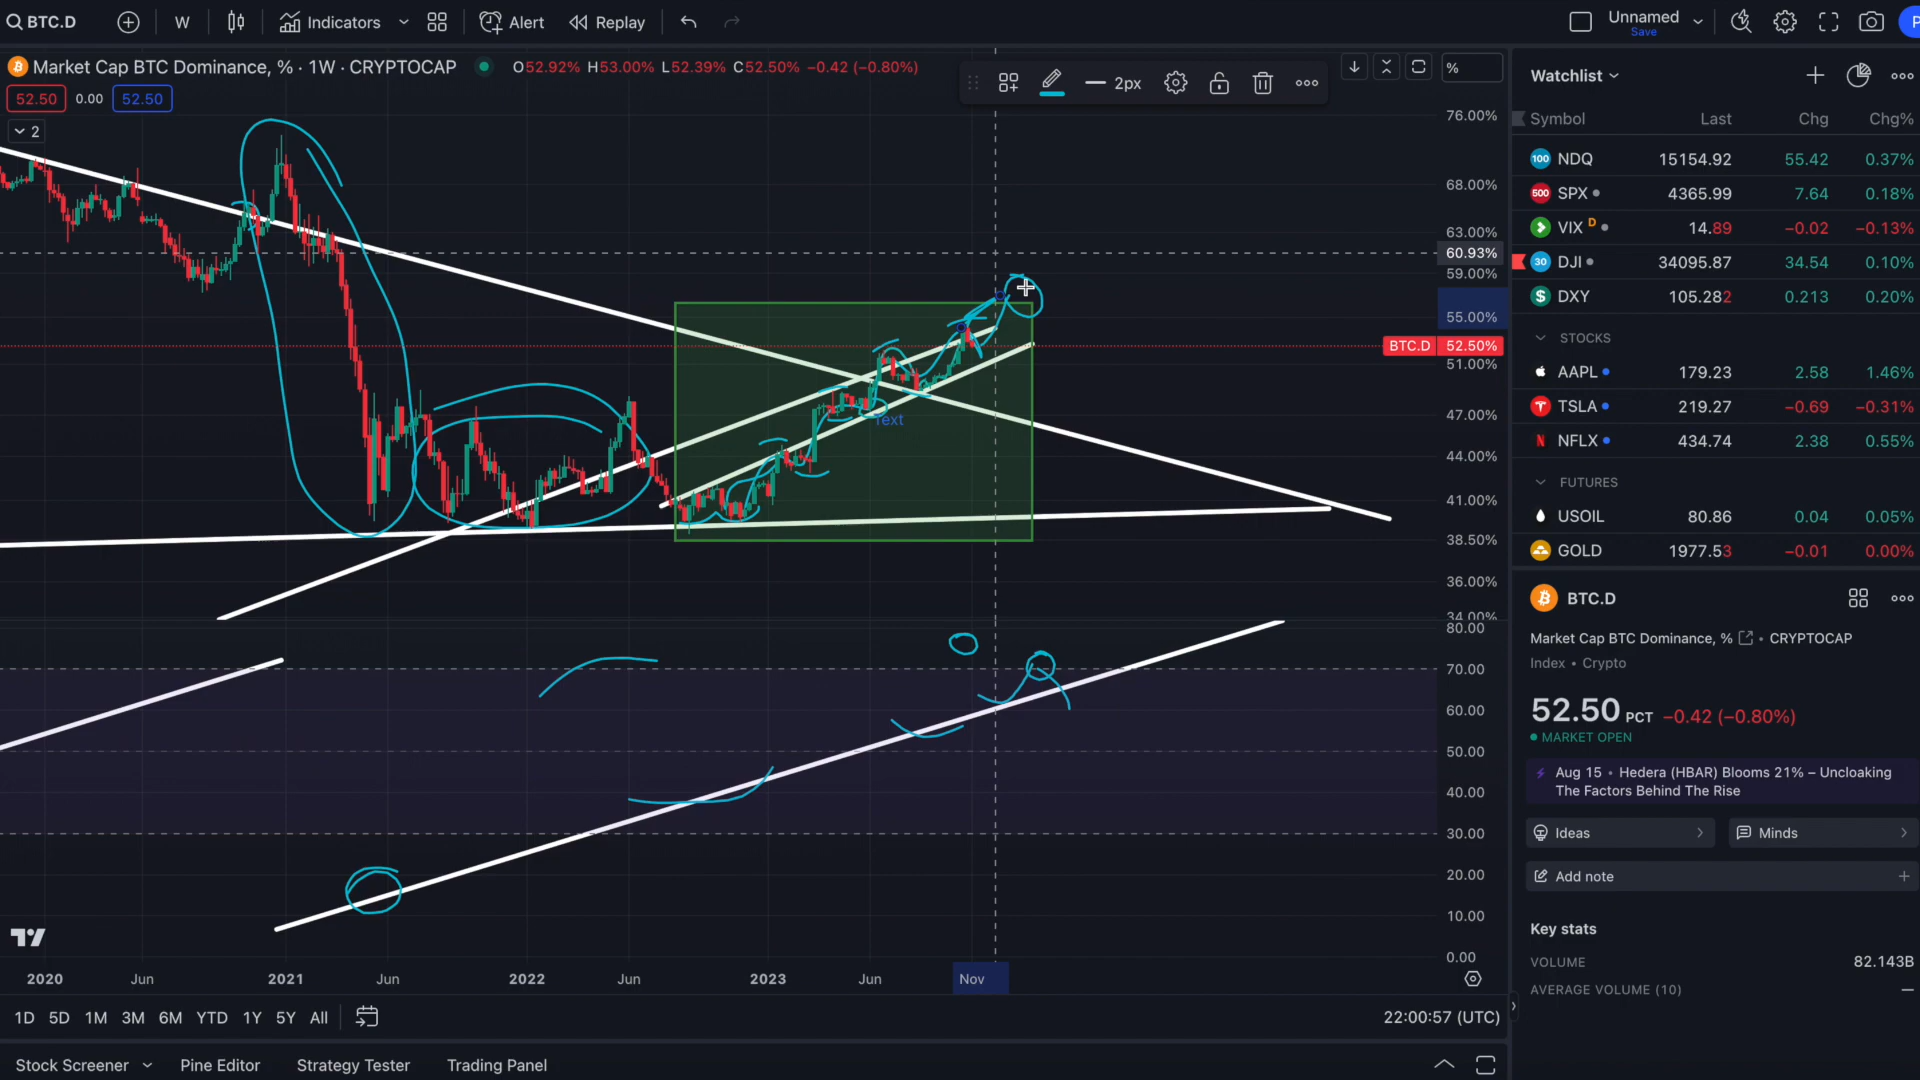 BTC.D W Indicators Alert Replay Unnamed Save P
Market Cap BTC Dominance, % · 1W · CRYPTOCAP O52.92% H53.00% L52.39% C52.50% −0.42 (−0.80%)
52.50 0.00 52.50
2
2px
%
76.00%
68.00%
63.00%
60.93%
59.00%
55.00%
BTC.D 52.50%
51.00%
47.00%
Text
44.00%
41.00%
38.50%
36.00%
34.00%
80.00
70.00
60.00
50.00
40.00
30.00
20.00
10.00
0.00
2020 Jun 2021 Jun 2022 Jun 2023 Jun Nov
1D 5D 1M 3M 6M YTD 1Y 5Y All 22:00:57 (UTC)
Stock Screener Pine Editor Strategy Tester Trading Panel
Watchlist
Symbol Last Chg Chg%
100 NDQ 15154.92 55.42 0.37%
500 SPX 4365.99 7.64 0.18%
VIX D 14.89 −0.02 −0.13%
30 DJI 34095.87 34.54 0.10%
$ DXY 105.282 0.213 0.20%
STOCKS
AAPL 179.23 2.58 1.46%
TSLA 219.27 −0.69 −0.31%
N NFLX 434.74 2.38 0.55%
FUTURES
USOIL 80.86 0.04 0.05%
GOLD 1977.53 −0.01 0.00%
BTC.D
Market Cap BTC Dominance, % • CRYPTOCAP
Index • Crypto
52.50 PCT −0.42 (−0.80%)
MARKET OPEN
Aug 15 • Hedera (HBAR) Blooms 21% – Uncloaking
The Factors Behind The Rise
Ideas Minds
Add note
Key stats
VOLUME 82.143B
AVERAGE VOLUME (10) —